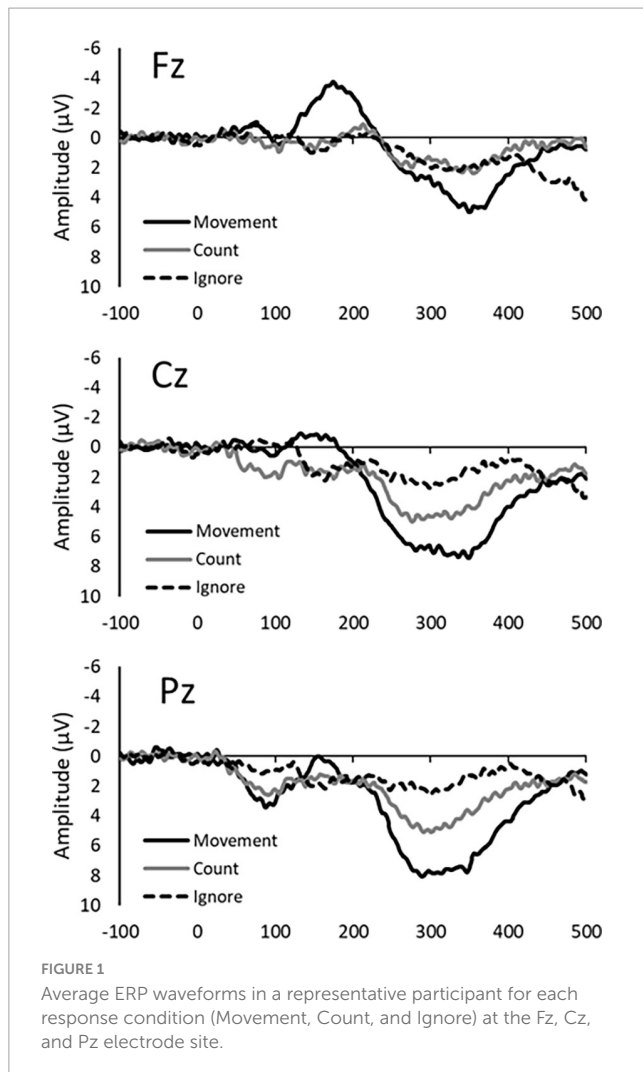 Fz
Amplitude (µV)
-6
-4
-2
0
2
4
6
8
10
Movement
Count
Ignore
-100 0 100 200 300 400 500
Cz
Amplitude (µV)
-6
-4
-2
0
2
4
6
8
10
Movement
Count
Ignore
-100 0 100 200 300 400 500
Pz
Amplitude (µV)
-6
-4
-2
0
2
4
6
8
10
Movement
Count
Ignore
-100 0 100 200 300 400 500
FIGURE 1
Average ERP waveforms in a representative participant for each
response condition (Movement, Count, and Ignore) at the Fz, Cz,
and Pz electrode site.